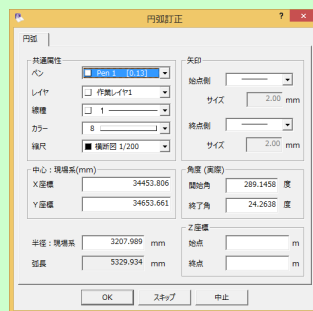 円弧訂正
? ×
円弧
共通属性
ペン Pen 1 [0.13]
レイヤ 作業レイヤ1
線種 1
カラー 8
縮尺 横断図 1/200
矢印
始点側
サイズ 2.00 mm
終点側
サイズ 2.00 mm
中心：現場系(mm)
X座標 34453.806
Y座標 34653.661
角度 (実際)
開始角 289.1458 度
終了角 24.2638 度
半径：現場系 3207.989 mm
弧長 5329.934 mm
Z座標
始点 m
終点 m
OK スキップ 中止